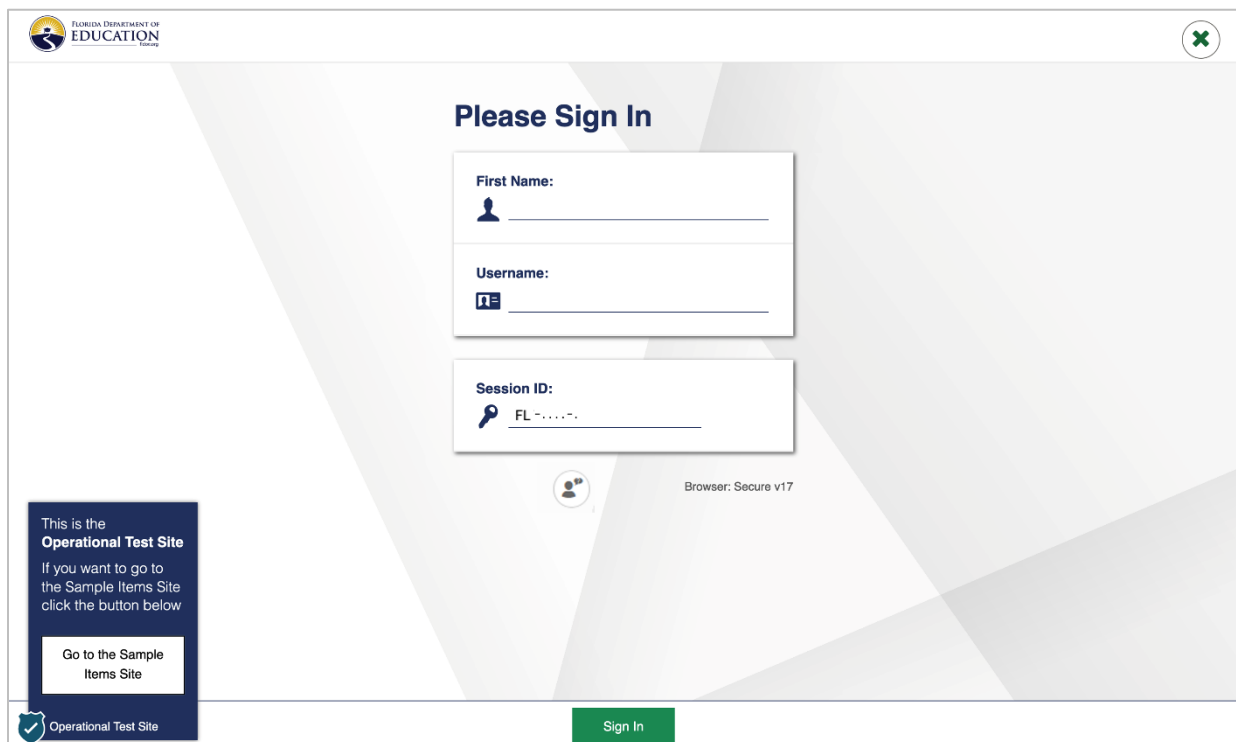 FLORIDA DEPARTMENT OF
EDUCATION
fldoe.org
Please Sign In
First Name:
Username:
Session ID:
FL -....-.
Browser: Secure v17
This is the
Operational Test Site
If you want to go to
the Sample Items Site
click the button below
Go to the Sample
Items Site
Operational Test Site
Sign In